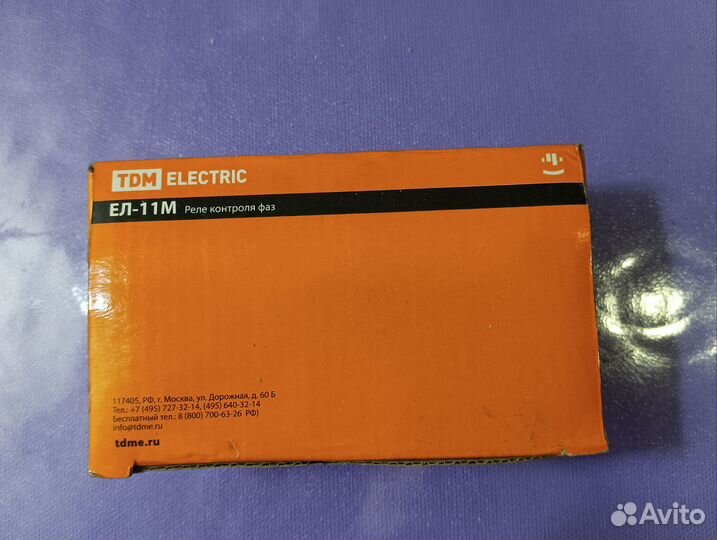 TDM ELECTRIC
ЕЛ-11М Реле контроля фаз
117405, РФ, г. Москва, ул. Дорожная, д. 60 Б
Тел.: +7 (495) 727-32-14, (495) 640-32-14
Бесплатный тел.: 8 (800) 700-63-26 РФ)
info@tdme.ru
tdme.ru
Avito